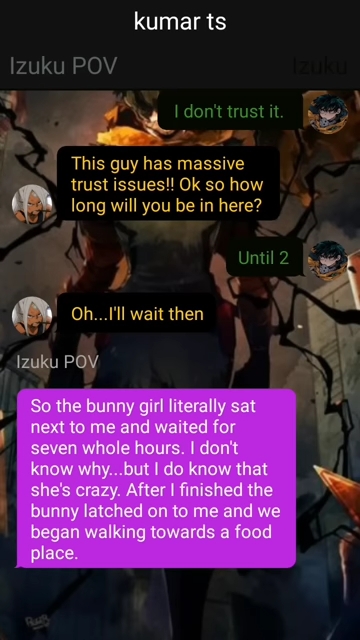 kumar ts
Izuku POV
Izuku
I don't trust it.
This guy has massive
trust issues!! Ok so how
long will you be in here?
Until 2
Oh...I'll wait then
Izuku POV
So the bunny girl literally sat
next to me and waited for
seven whole hours. I don't
know why...but I do know that
she's crazy. After I finished the
bunny latched on to me and we
began walking towards a food
place.